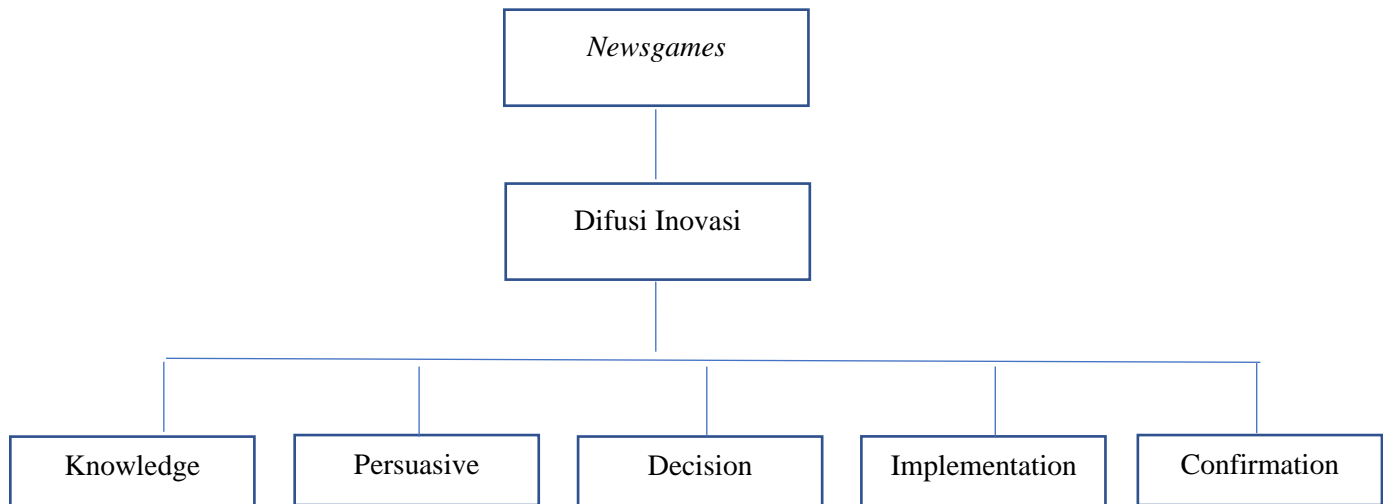 Newsgames
Difusi Inovasi
Knowledge
Persuasive
Decision
Implementation
Confirmation